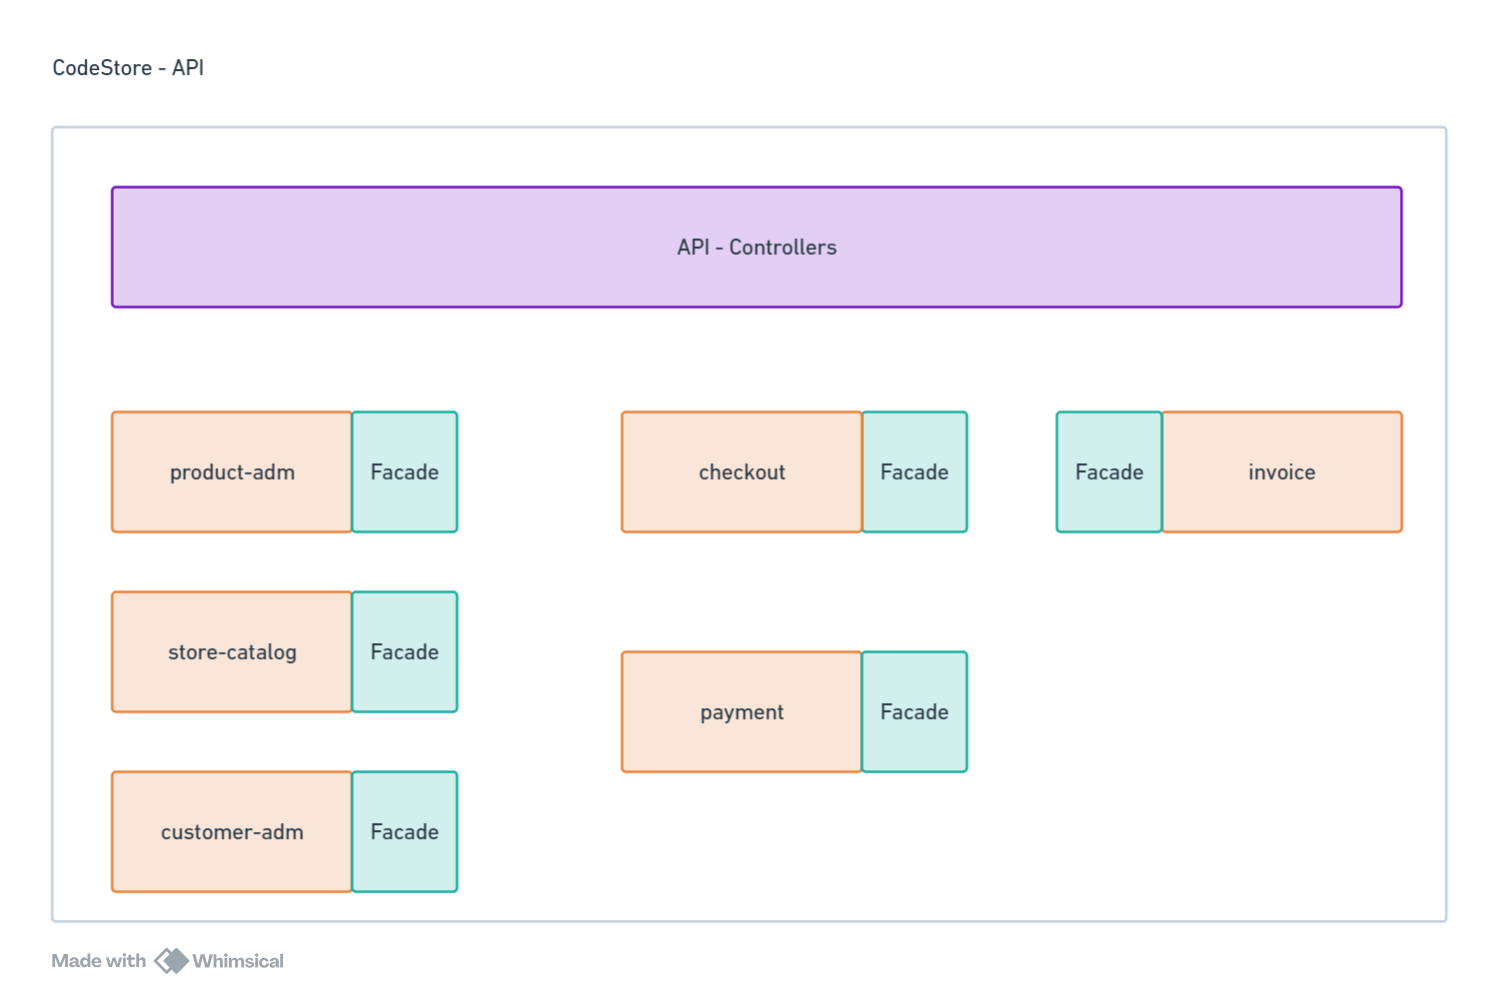 CodeStore - API
API - Controllers
product-adm
Facade
checkout
Facade
Facade
invoice
store-catalog
Facade
payment
Facade
customer-adm
Facade
Made with Whimsical